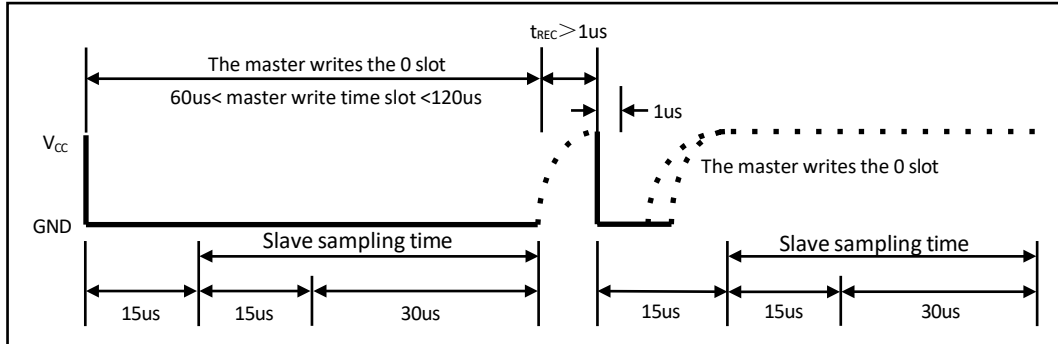 tREC＞1us
The master writes the 0 slot
60us< master write time slot <120us
1us
VCC
The master writes the 0 slot
GND
Slave sampling time
Slave sampling time
15us
15us
30us
15us
15us
30us